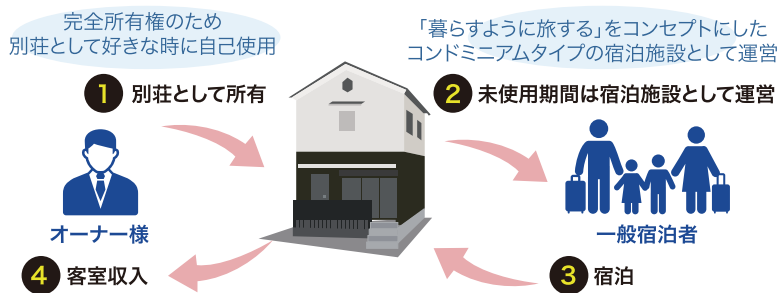 完全所有権のため
別荘として好きな時に自己使用
「暮らすように旅する」をコンセプトにした
コンドミニアムタイプの宿泊施設として運営
1 別荘として所有
2 未使用期間は宿泊施設として運営
オーナー様
一般宿泊者
4 客室収入
3 宿泊